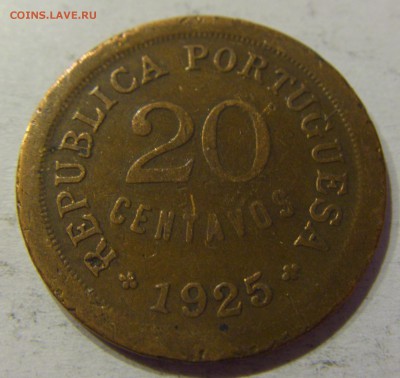 COINS.LAVE.RU
REPUBLICA PORTUGUESA
20
CENTAVOS
1925